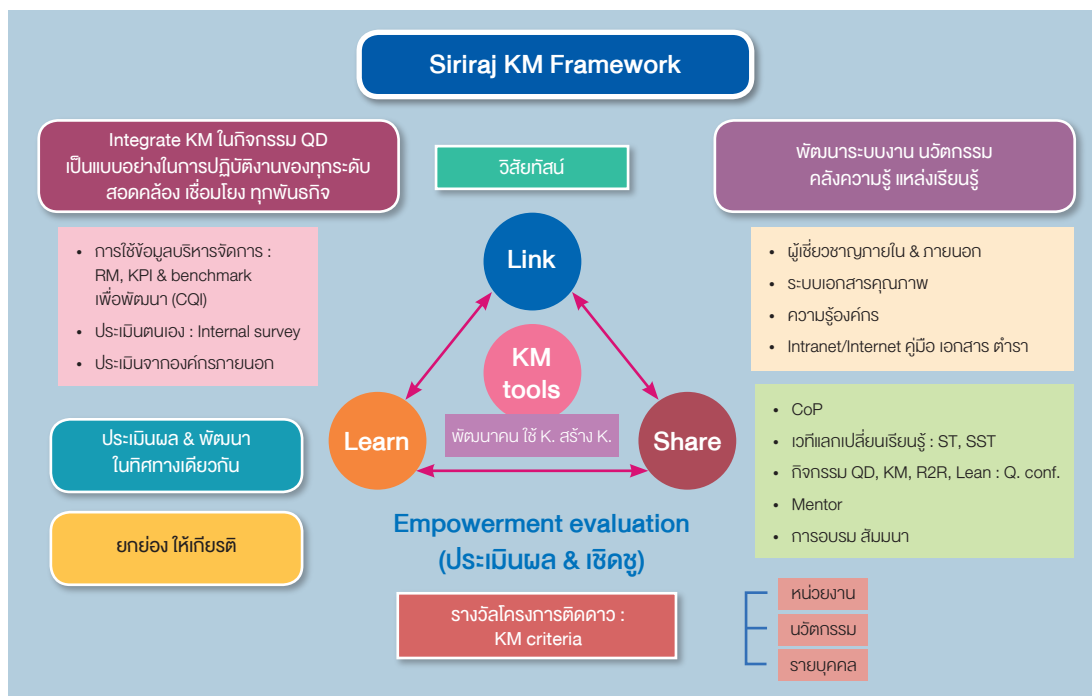 Siriraj KM Framework
Integrate KM ในกิจกรรม QD
เป็นแบบอย่างในการปฏิบัติงานของทุกระดับ
สอดคล้อง เชื่อมโยง ทุกพันธกิจ
• การใช้ข้อมูลบริหารจัดการ :
RM, KPI & benchmark
เพื่อพัฒนา (CQI)
• ประเมินตนเอง : Internal survey
• ประเมินจากองค์กรภายนอก
ประเมินผล & พัฒนา
ในทิศทางเดียวกัน
ยกย่อง ให้เกียรติ
วิสัยทัศน์
Link
KM
tools
Learn
พัฒนาคน ใช้ K. สร้าง K.
Share
Empowerment evaluation
(ประเมินผล & เชิดชู)
รางวัลโครงการติดดาว :
KM criteria
พัฒนาระบบงาน นวัตกรรม
คลังความรู้ แหล่งเรียนรู้
• ผู้เชี่ยวชาญภายใน & ภายนอก
• ระบบเอกสารคุณภาพ
• ความรู้องค์กร
• Intranet/Internet คู่มือ เอกสาร ตำรา
• CoP
• เวทีแลกเปลี่ยนเรียนรู้ : ST, SST
• กิจกรรม QD, KM, R2R, Lean : Q. conf.
• Mentor
• การอบรม สัมมนา
หน่วยงาน
นวัตกรรม
รายบุคคล